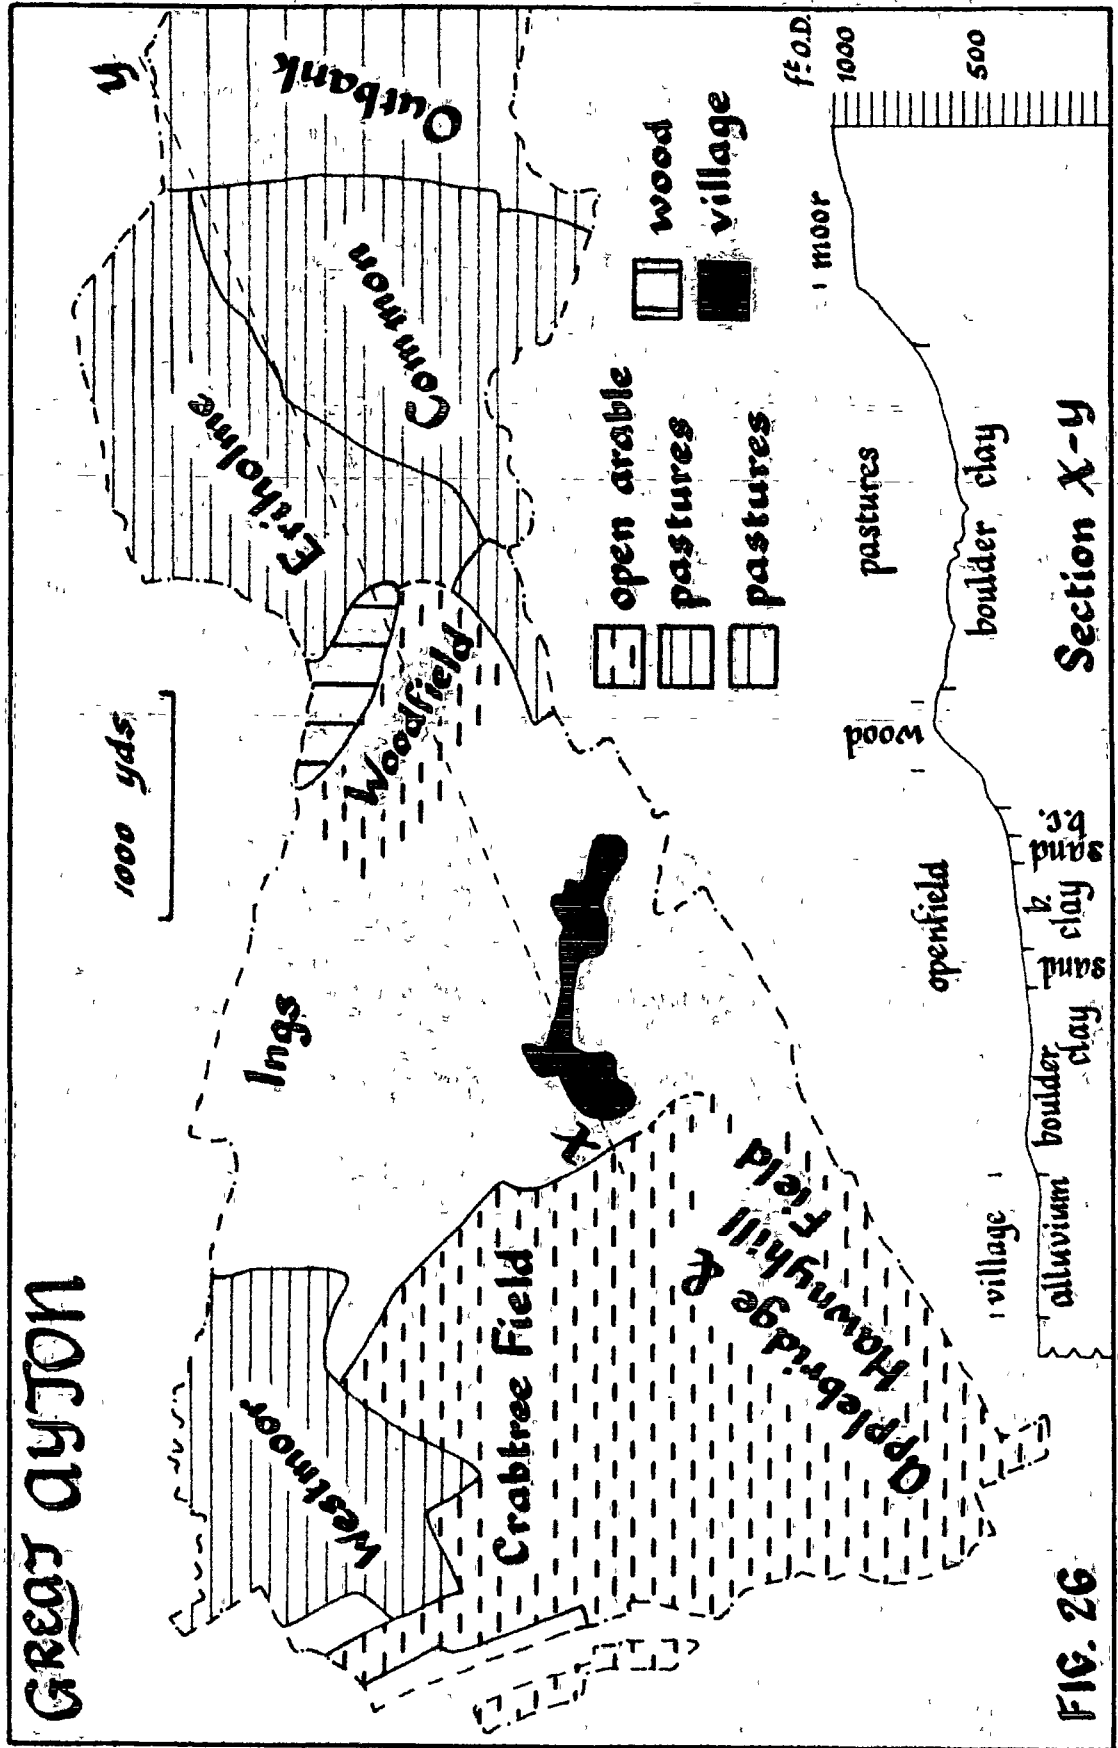 GREAT AYTON
1000 yds
Y
Westmoor
Ings
Eriholme
Outbank
Common
Woodfield
Crabtree Field
X
Applebridge &
Hawnyhill
Field
open arable
pastures
pastures
wood
village
ft O.D.
1000
500
village
openfield
wood
pastures
moor
alluvium
boulder
clay
sand
b.
clay
sand
b.c.
boulder clay
FIG. 26
Section X-Y